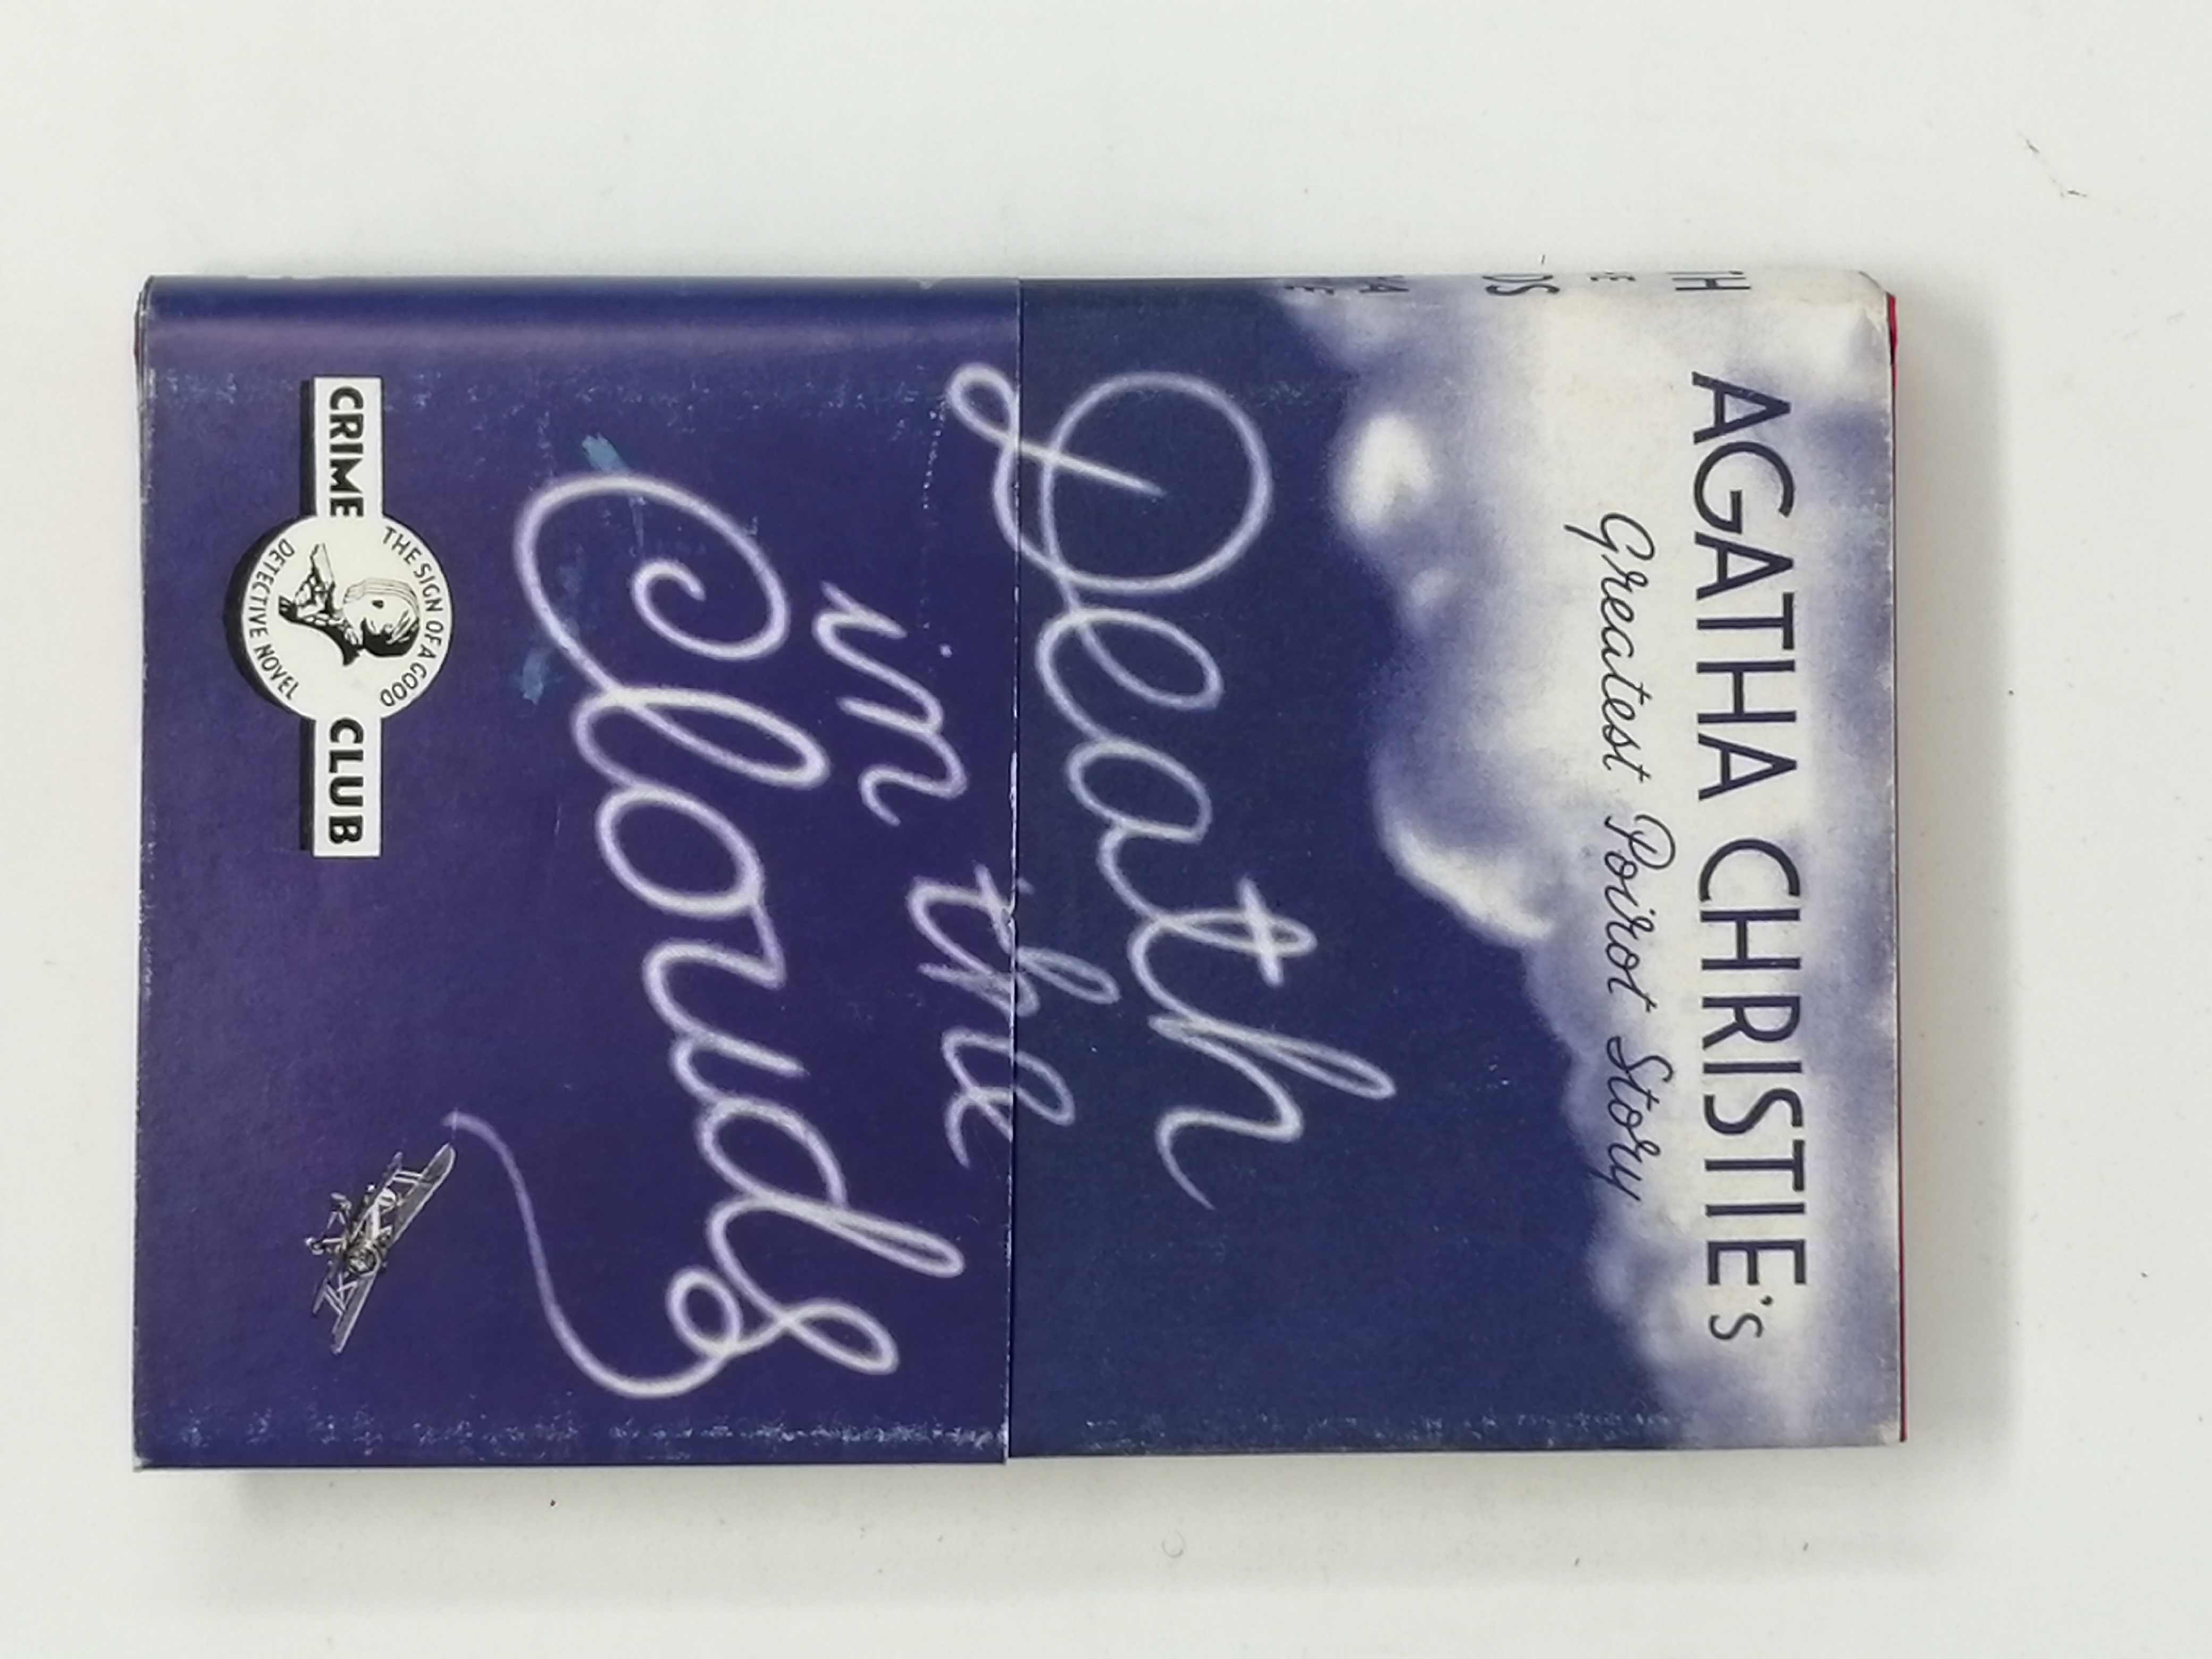 AGATHA CHRISTIE's
Greatest Poirot Story
Death
in the
Clouds
CRIME CLUB
THE SIGN OF A GOOD
DETECTIVE NOVEL